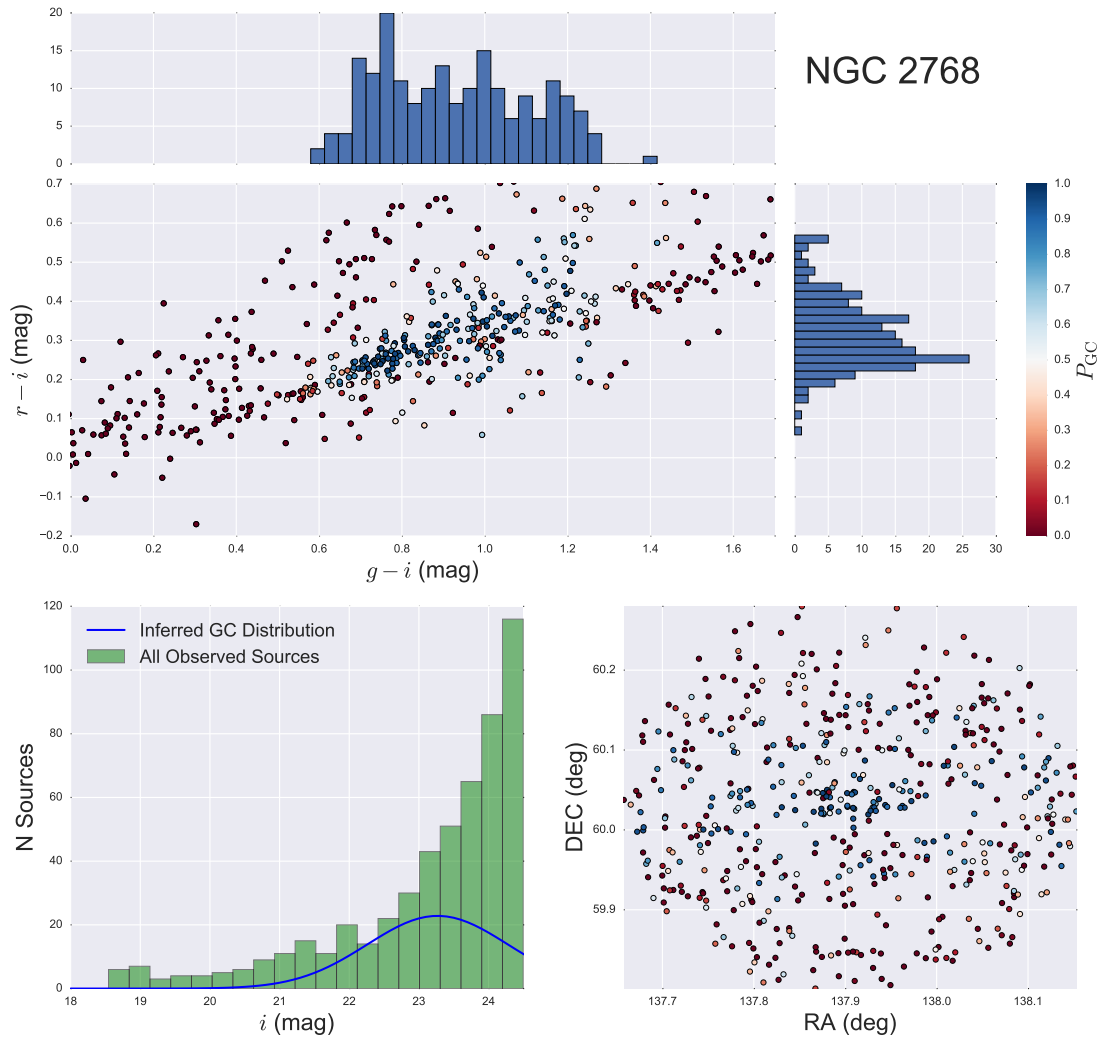 NGC 2768
20
15
10
5
0
0.7
0.6
0.5
0.4
0.3
0.2
0.1
0.0
−0.1
−0.2
r − i (mag)
0.0 0.2 0.4 0.6 0.8 1.0 1.2 1.4 1.6
g − i (mag)
0 5 10 15 20 25 30
1.0
0.9
0.8
0.7
0.6
0.5
0.4
0.3
0.2
0.1
0.0
P_GC
120
100
80
60
40
20
0
N Sources
Inferred GC Distribution
All Observed Sources
18 19 20 21 22 23 24
i (mag)
60.2
60.1
60.0
59.9
DEC (deg)
137.7 137.8 137.9 138.0 138.1
RA (deg)